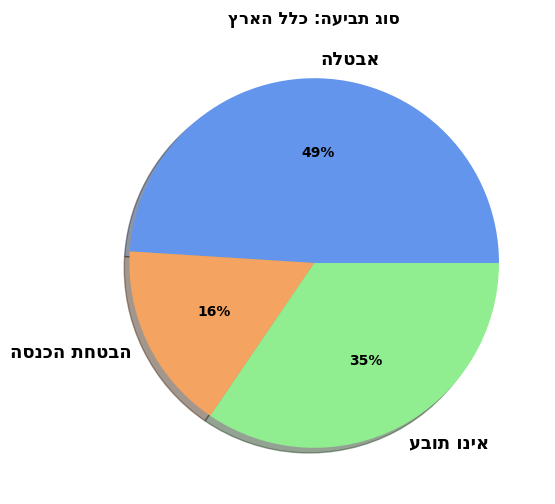 סוג תביעה: כלל הארץ
אבטלה
49%
16%
35%
הבטחת הכנסה
אינו תובע